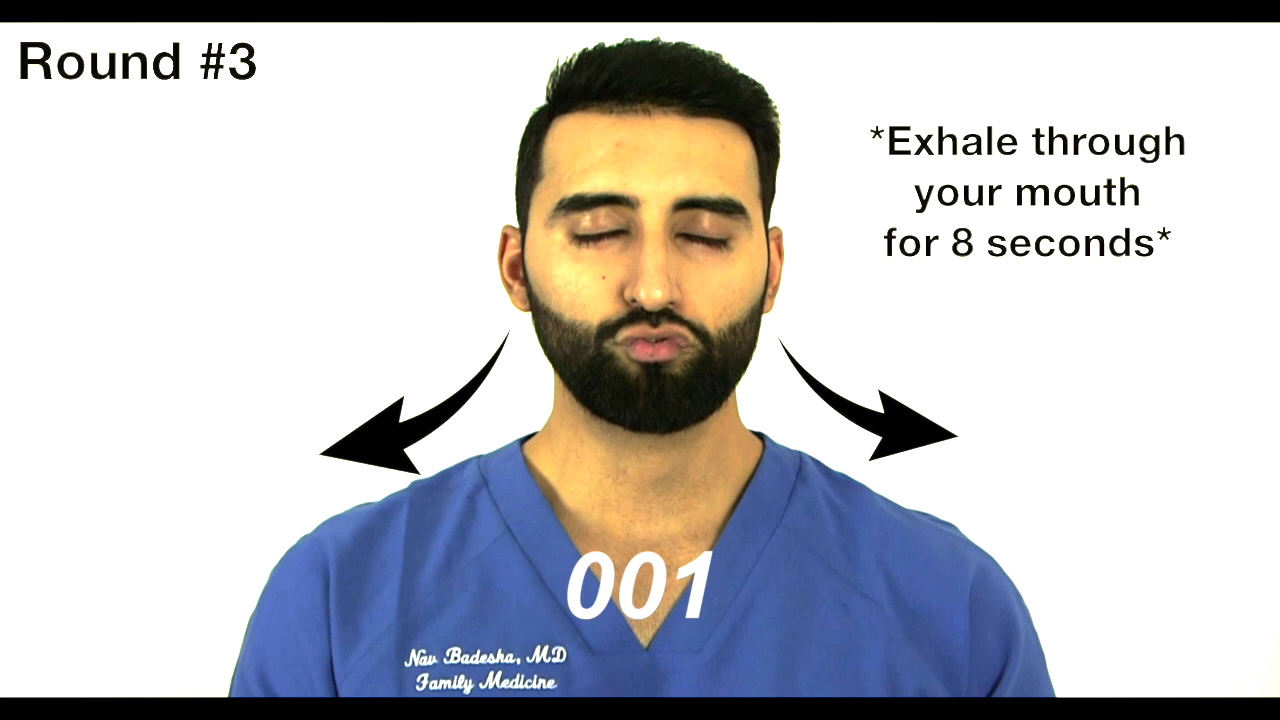 Round #3
*Exhale through
your mouth
for 8 seconds*
001
Nav Badesha, MD
Family Medicine